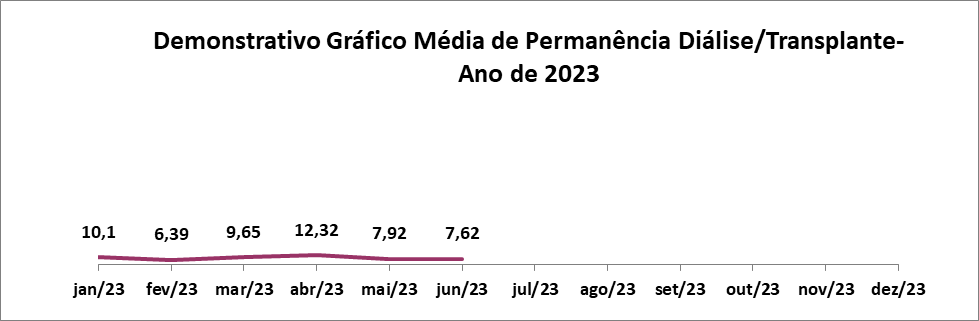 Demonstrativo Gráfico Média de Permanência Diálise/Transplante-
Ano de 2023
10,1 6,39 9,65 12,32 7,92 7,62
jan/23 fev/23 mar/23 abr/23 mai/23 jun/23 jul/23 ago/23 set/23 out/23 nov/23 dez/23